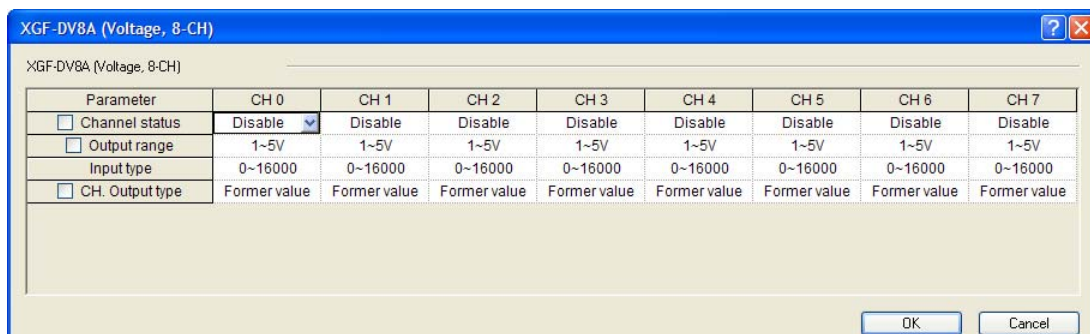 XGF-DV8A (Voltage, 8-CH)
XGF-DV8A (Voltage, 8-CH)
Parameter CH 0 CH 1 CH 2 CH 3 CH 4 CH 5 CH 6 CH 7
Channel status Disable Disable Disable Disable Disable Disable Disable Disable
Output range 1~5V 1~5V 1~5V 1~5V 1~5V 1~5V 1~5V 1~5V
Input type 0~16000 0~16000 0~16000 0~16000 0~16000 0~16000 0~16000 0~16000
CH. Output type Former value Former value Former value Former value Former value Former value Former value Former value
OK Cancel